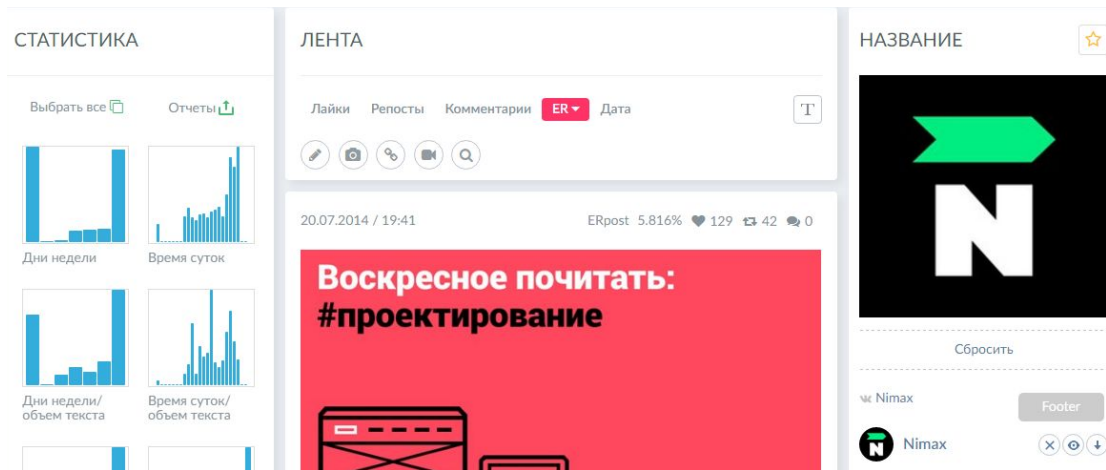 СТАТИСТИКА
Выбрать все
Отчеты
Дни недели
Время суток
Дни недели/
объем текста
Время суток/
объем текста
ЛЕНТА
Лайки Репосты Комментарии ER Дата
T
20.07.2014 / 19:41 ERpost 5.816% 129 42 0
Воскресное почитать:
#проектирование
НАЗВАНИЕ
N
Сбросить
Nimax
Footer
Nimax